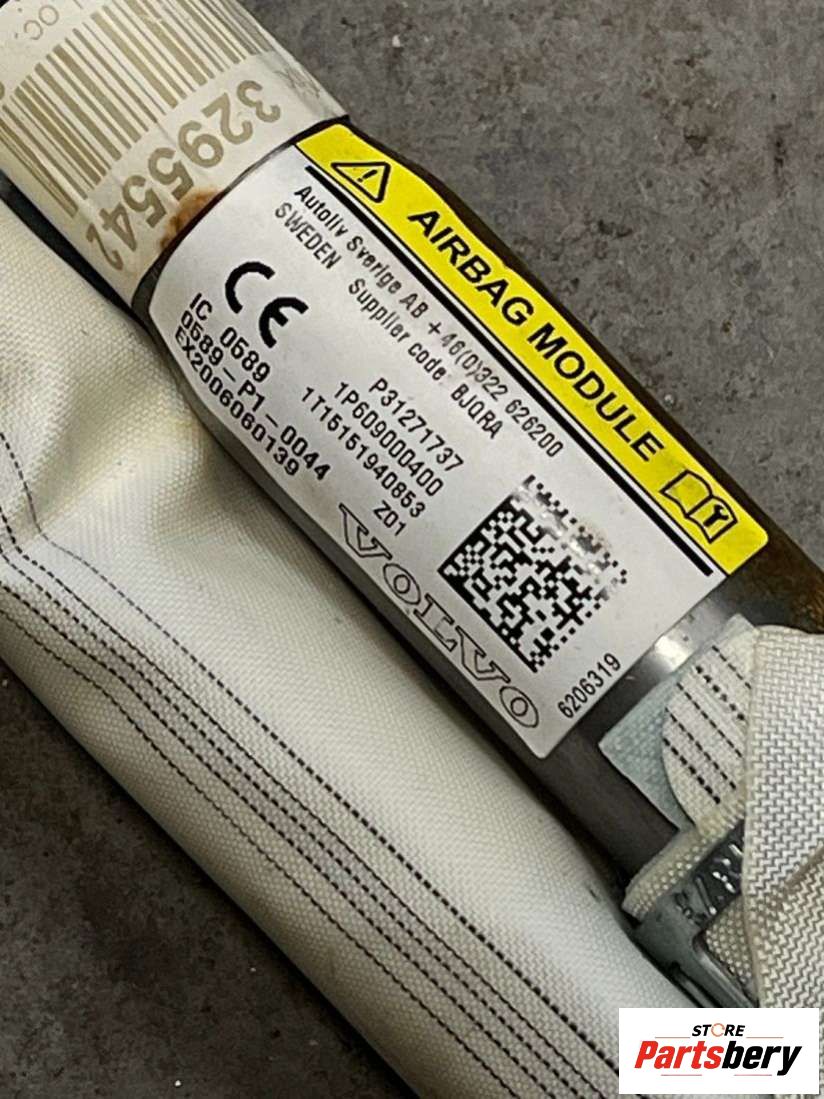 LOC.
3295542
AIRBAG MODULE
Autoliv Sverige AB +46(0)322 626200
SWEDEN Supplier code: BJQRA
CE
IC 0589
0589-P1-0044
EX2006060139
P31271737
1P609000400
1T15151940853
Z01
VOLVO
6206319
STORE
Partsbery